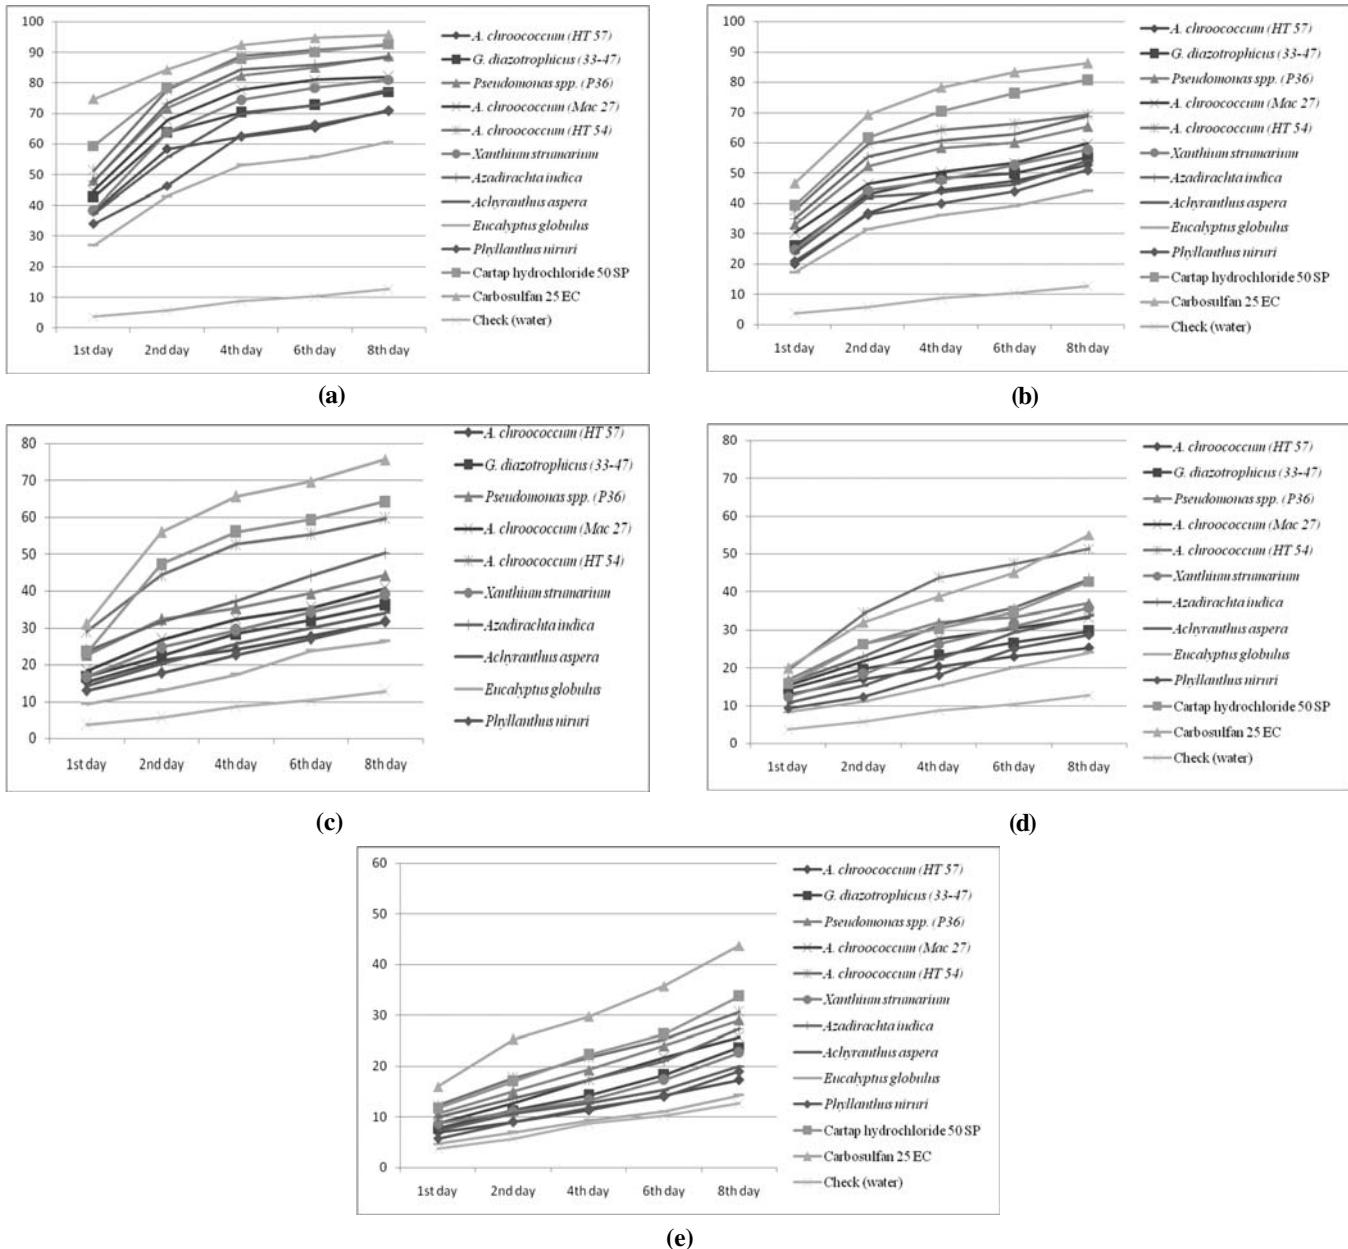 100
90
80
70
60
50
40
30
20
10
0
1st day 2nd day 4th day 6th day 8th day
A. chroococcum (HT 57)
G. diazotrophicus (33-47)
Pseudomonas spp. (P36)
A. chroococcum (Mac 27)
A. chroococcum (HT 54)
Xanthium strumarium
Azadirachta indica
Achyranthus aspera
Eucalyptus globulus
Phyllanthus niruri
Cartap hydrochloride 50 SP
Carbosulfan 25 EC
Check (water)
(a)
100
90
80
70
60
50
40
30
20
10
0
1st day 2nd day 4th day 6th day 8th day
A. chroococcum (HT 57)
G. diazotrophicus (33-47)
Pseudomonas spp. (P36)
A. chroococcum (Mac 27)
A. chroococcum (HT 54)
Xanthium strumarium
Azadirachta indica
Achyranthus aspera
Eucalyptus globulus
Phyllanthus niruri
Cartap hydrochloride 50 SP
Carbosulfan 25 EC
Check (water)
(b)
80
70
60
50
40
30
20
10
0
1st day 2nd day 4th day 6th day 8th day
A. chroococcum (HT 57)
G. diazotrophicus (33-47)
Pseudomonas spp. (P36)
A. chroococcum (Mac 27)
A. chroococcum (HT 54)
Xanthium strumarium
Azadirachta indica
Achyranthus aspera
Eucalyptus globulus
Phyllanthus niruri
(c)
80
70
60
50
40
30
20
10
0
1st day 2nd day 4th day 6th day 8th day
A. chroococcum (HT 57)
G. diazotrophicus (33-47)
Pseudomonas spp. (P36)
A. chroococcum (Mac 27)
A. chroococcum (HT 54)
Xanthium strumarium
Azadirachta indica
Achyranthus aspera
Eucalyptus globulus
Phyllanthus niruri
Cartap hydrochloride 50 SP
Carbosulfan 25 EC
Check (water)
(d)
60
50
40
30
20
10
0
1st day 2nd day 4th day 6th day 8th day
A. chroococcum (HT 57)
G. diazotrophicus (33-47)
Pseudomonas spp. (P36)
A. chroococcum (Mac 27)
A. chroococcum (HT 54)
Xanthium strumarium
Azadirachta indica
Achyranthus aspera
Eucalyptus globulus
Phyllanthus niruri
Cartap hydrochloride 50 SP
Carbosulfan 25 EC
Check (water)
(e)